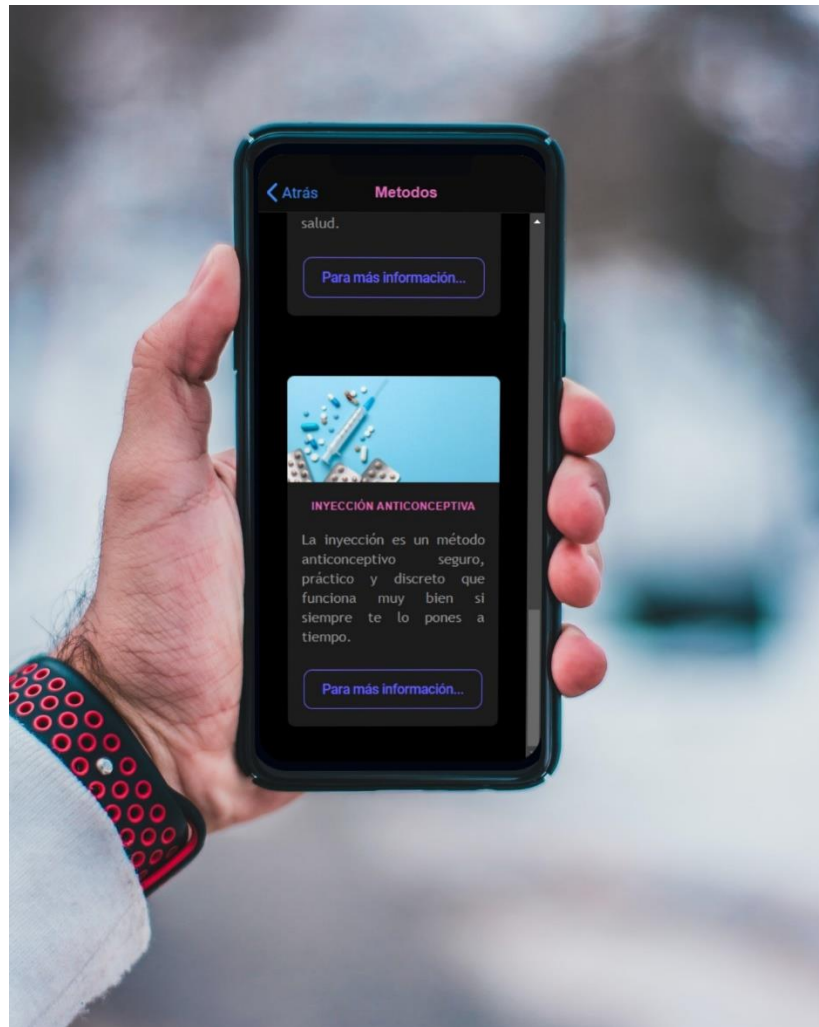 Atrás
Metodos
salud.
Para más información...
INYECCIÓN ANTICONCEPTIVA
La inyección es un método
anticonceptivo seguro,
práctico y discreto que
funciona muy bien si
siempre te lo pones a
tiempo.
Para más información...